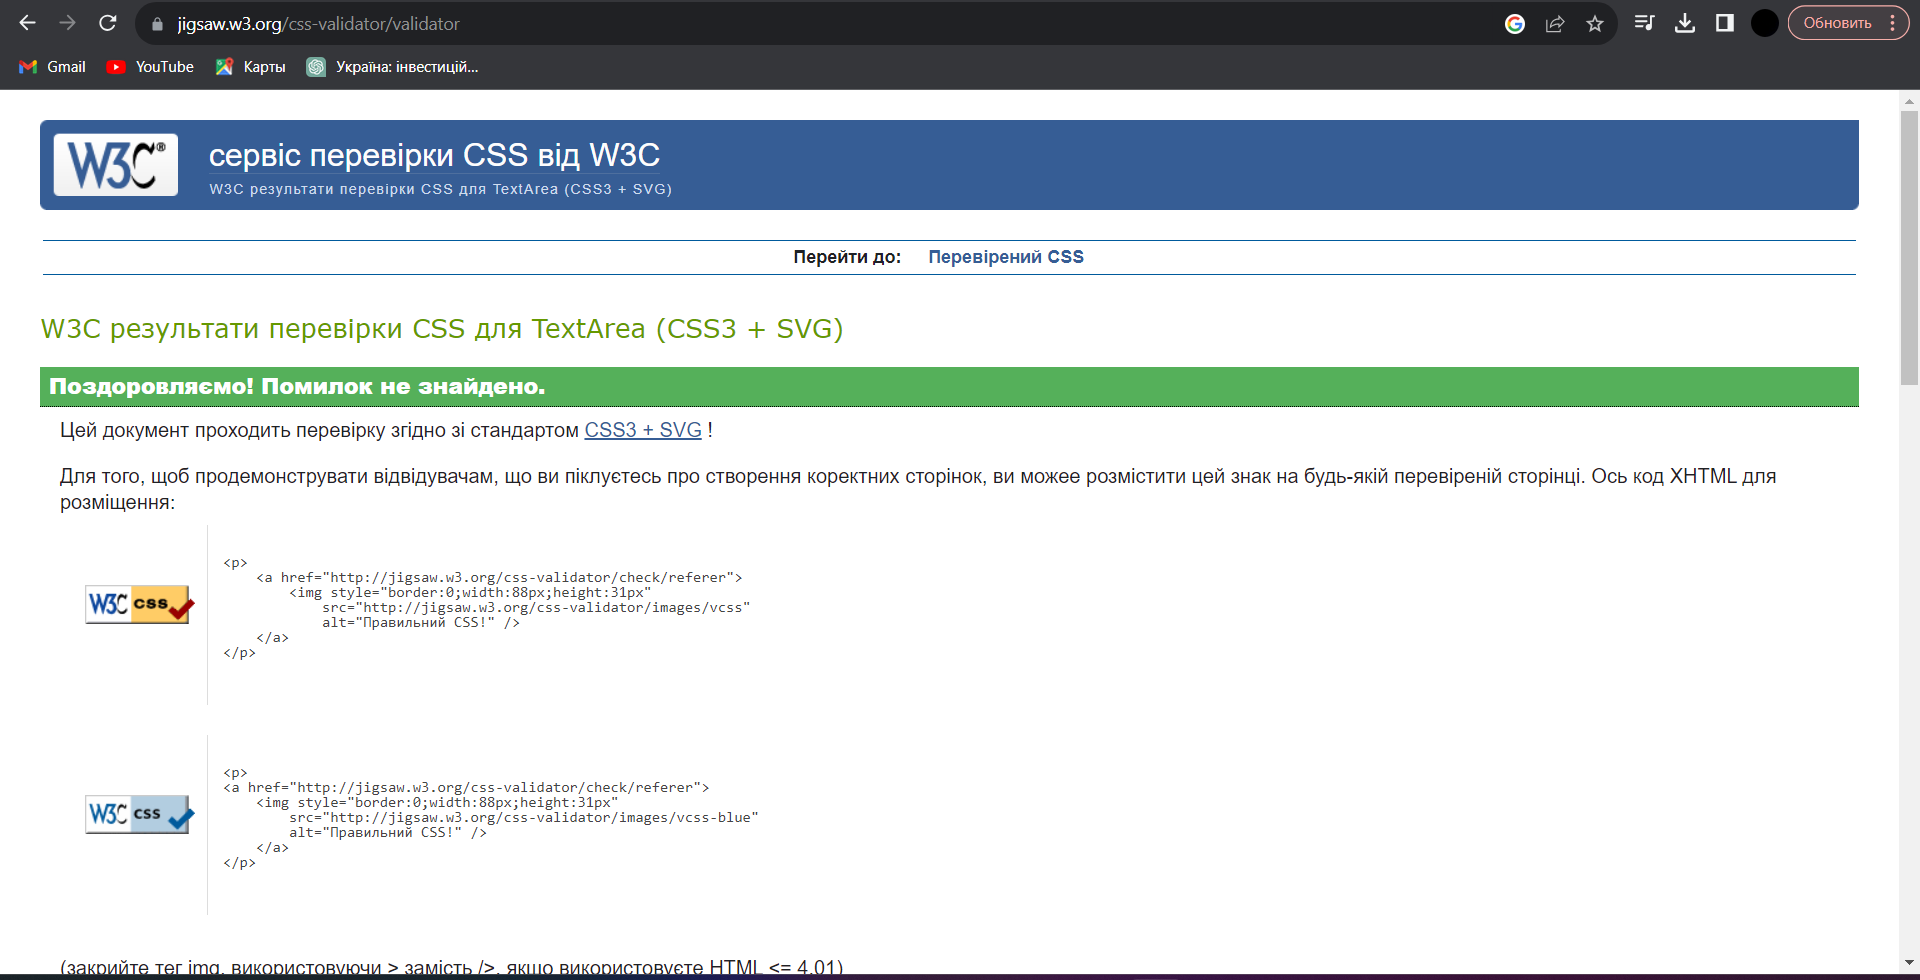 jigsaw.w3.org/css-validator/validator
Обновить
Gmail YouTube Карты Україна: інвестицій...
W3C®
сервіс перевірки CSS від W3C
W3C результати перевірки CSS для TextArea (CSS3 + SVG)
Перейти до: Перевірений CSS
W3C результати перевірки CSS для TextArea (CSS3 + SVG)
Поздоровляємо! Помилок не знайдено.
Цей документ проходить перевірку згідно зі стандартом CSS3 + SVG !
Для того, щоб продемонструвати відвідувачам, що ви піклуєтесь про створення коректних сторінок, ви можее розмістити цей знак на будь-якій перевіреній сторінці. Ось код XHTML для
розміщення:
W3C css
<p>
<a href="http://jigsaw.w3.org/css-validator/check/referer">
<img style="border:0;width:88px;height:31px"
src="http://jigsaw.w3.org/css-validator/images/vcss"
alt="Правильний CSS!" />
</a>
</p>
W3C css
<p>
<a href="http://jigsaw.w3.org/css-validator/check/referer">
<img style="border:0;width:88px;height:31px"
src="http://jigsaw.w3.org/css-validator/images/vcss-blue"
alt="Правильний CSS!" />
</a>
</p>
(закрийте тег img, використовуючи > замість />, якщо використовуєте HTML <= 4.01)